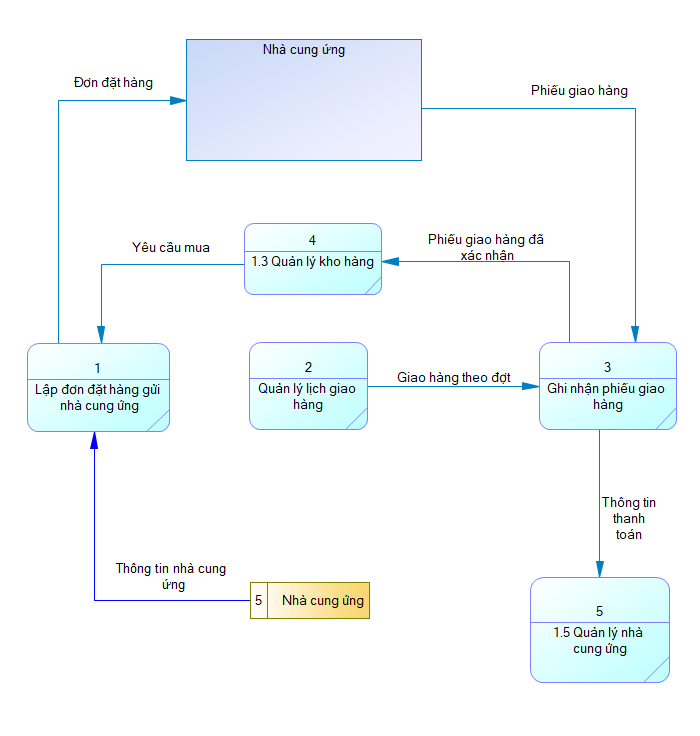 Nhà cung ứng
Đơn đặt hàng
Phiếu giao hàng
4
1.3 Quản lý kho hàng
Yêu cầu mua
Phiếu giao hàng đã
xác nhân
1
Lập đơn đặt hàng gửi
nhà cung ứng
2
Quản lý lịch giao
hàng
Giao hàng theo đợt
3
Ghi nhận phiếu giao
hàng
Thông tin
thanh
toán
Thông tin nhà cung
ứng
5
Nhà cung ứng
5
1.5 Quản lý nhà
cung ứng